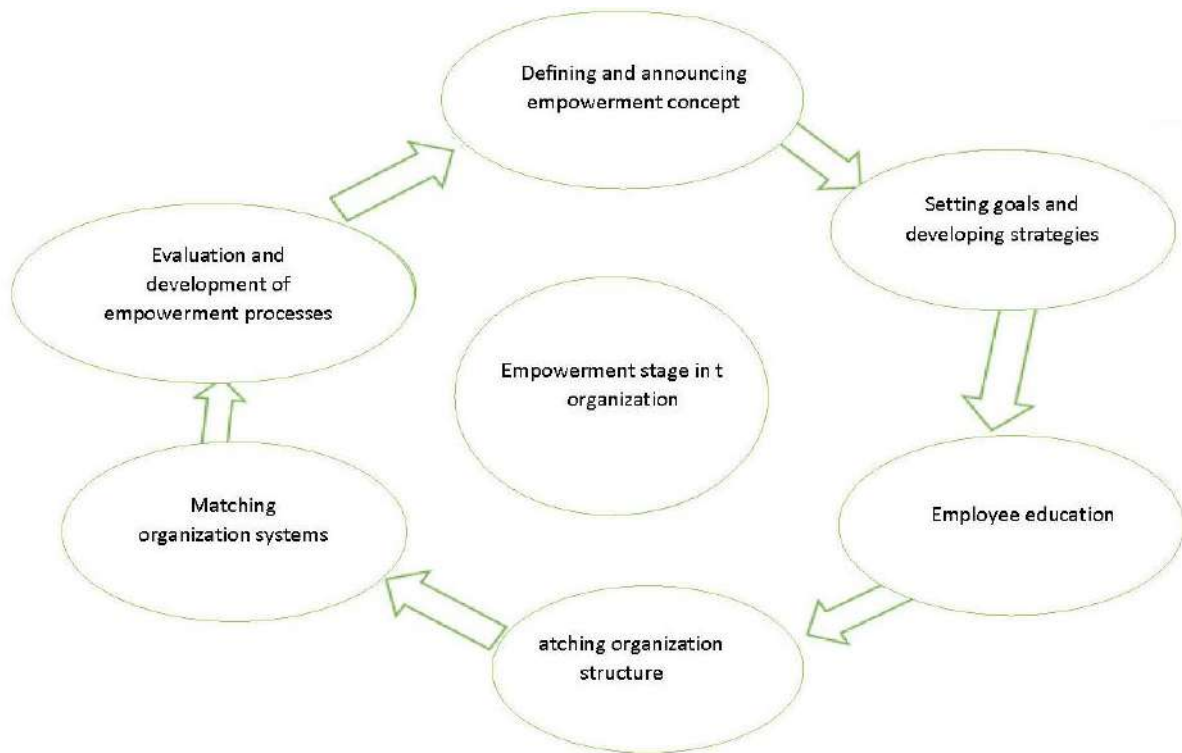 Defining and announcing
empowerment concept
Setting goals and
developing strategies
Employee education
atching organization
structure
Matching
organization systems
Evaluation and
development of
empowerment processes
Empowerment stage in t
organization